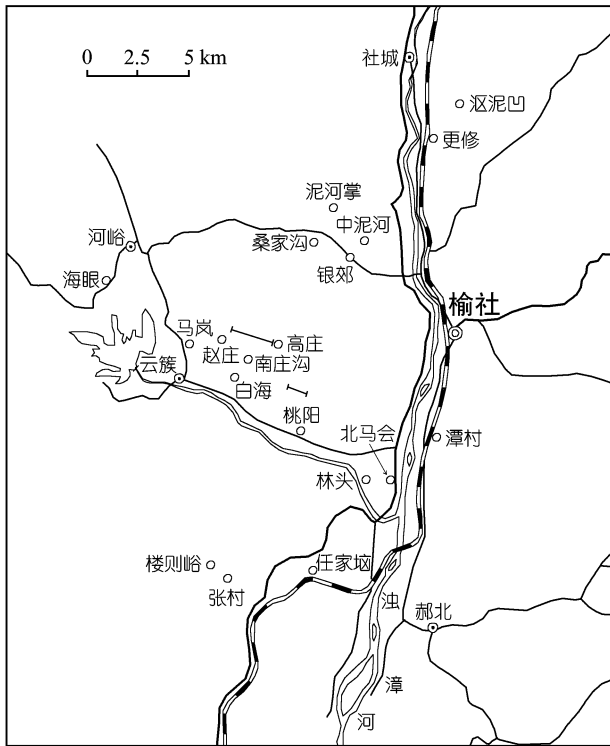 社城
0 2.5 5 km
沤泥凹
更修
泥河掌
中泥河
河峪
桑家沟
银郊
海眼
榆社
马岚
赵庄
高庄
南庄沟
云簇
白海
桃阳
北马会
潭村
林头
楼则峪
任家垴
张村
浊
郝北
漳
河